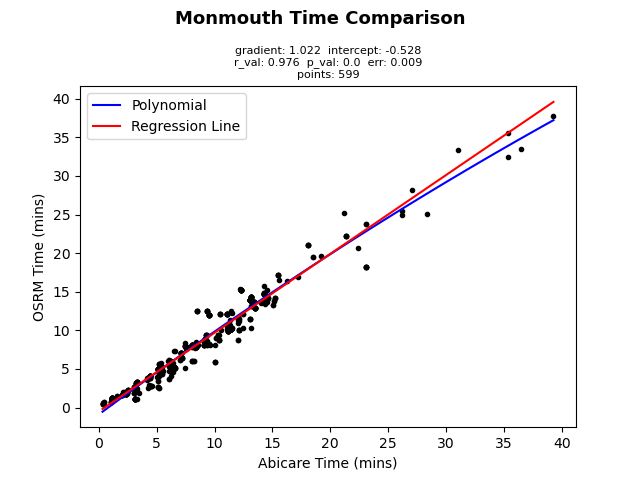 Monmouth Time Comparison
gradient: 1.022  intercept: -0.528
r_val: 0.976  p_val: 0.0  err: 0.009
points: 599
Polynomial
Regression Line
OSRM Time (mins)
40
35
30
25
20
15
10
5
0
0 5 10 15 20 25 30 35 40
Abicare Time (mins)